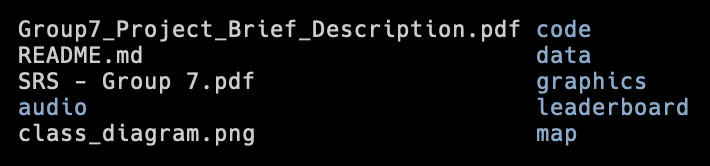 Group7_Project_Brief_Description.pdf code
README.md data
SRS - Group 7.pdf graphics
audio leaderboard
class_diagram.png map